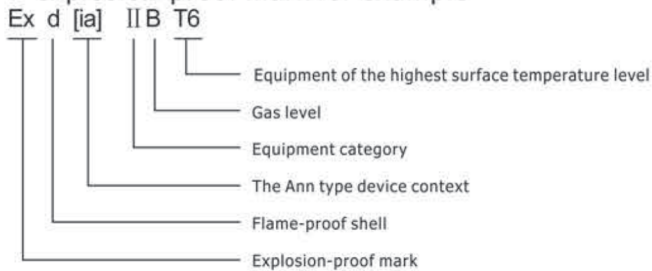 Ex d [ia] II B T6
Equipment of the highest surface temperature level
Gas level
Equipment category
The Ann type device context
Flame-proof shell
Explosion-proof mark